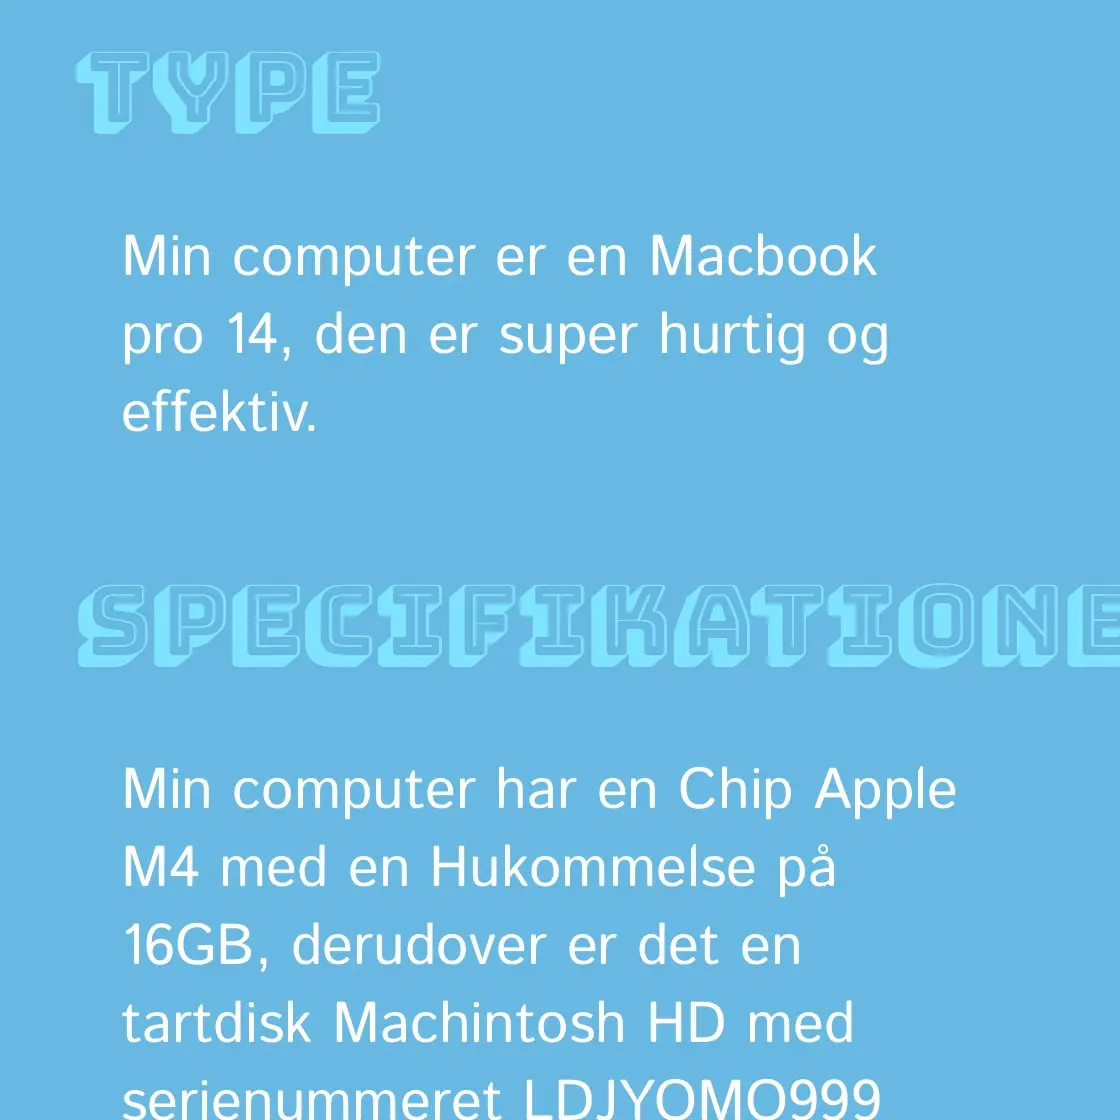 TYPE
Min computer er en Macbook
pro 14, den er super hurtig og
effektiv.
SPECIFIKATIONE
Min computer har en Chip Apple
M4 med en Hukommelse på
16GB, derudover er det en
tartdisk Machintosh HD med
serienummeret LDJYOMO999